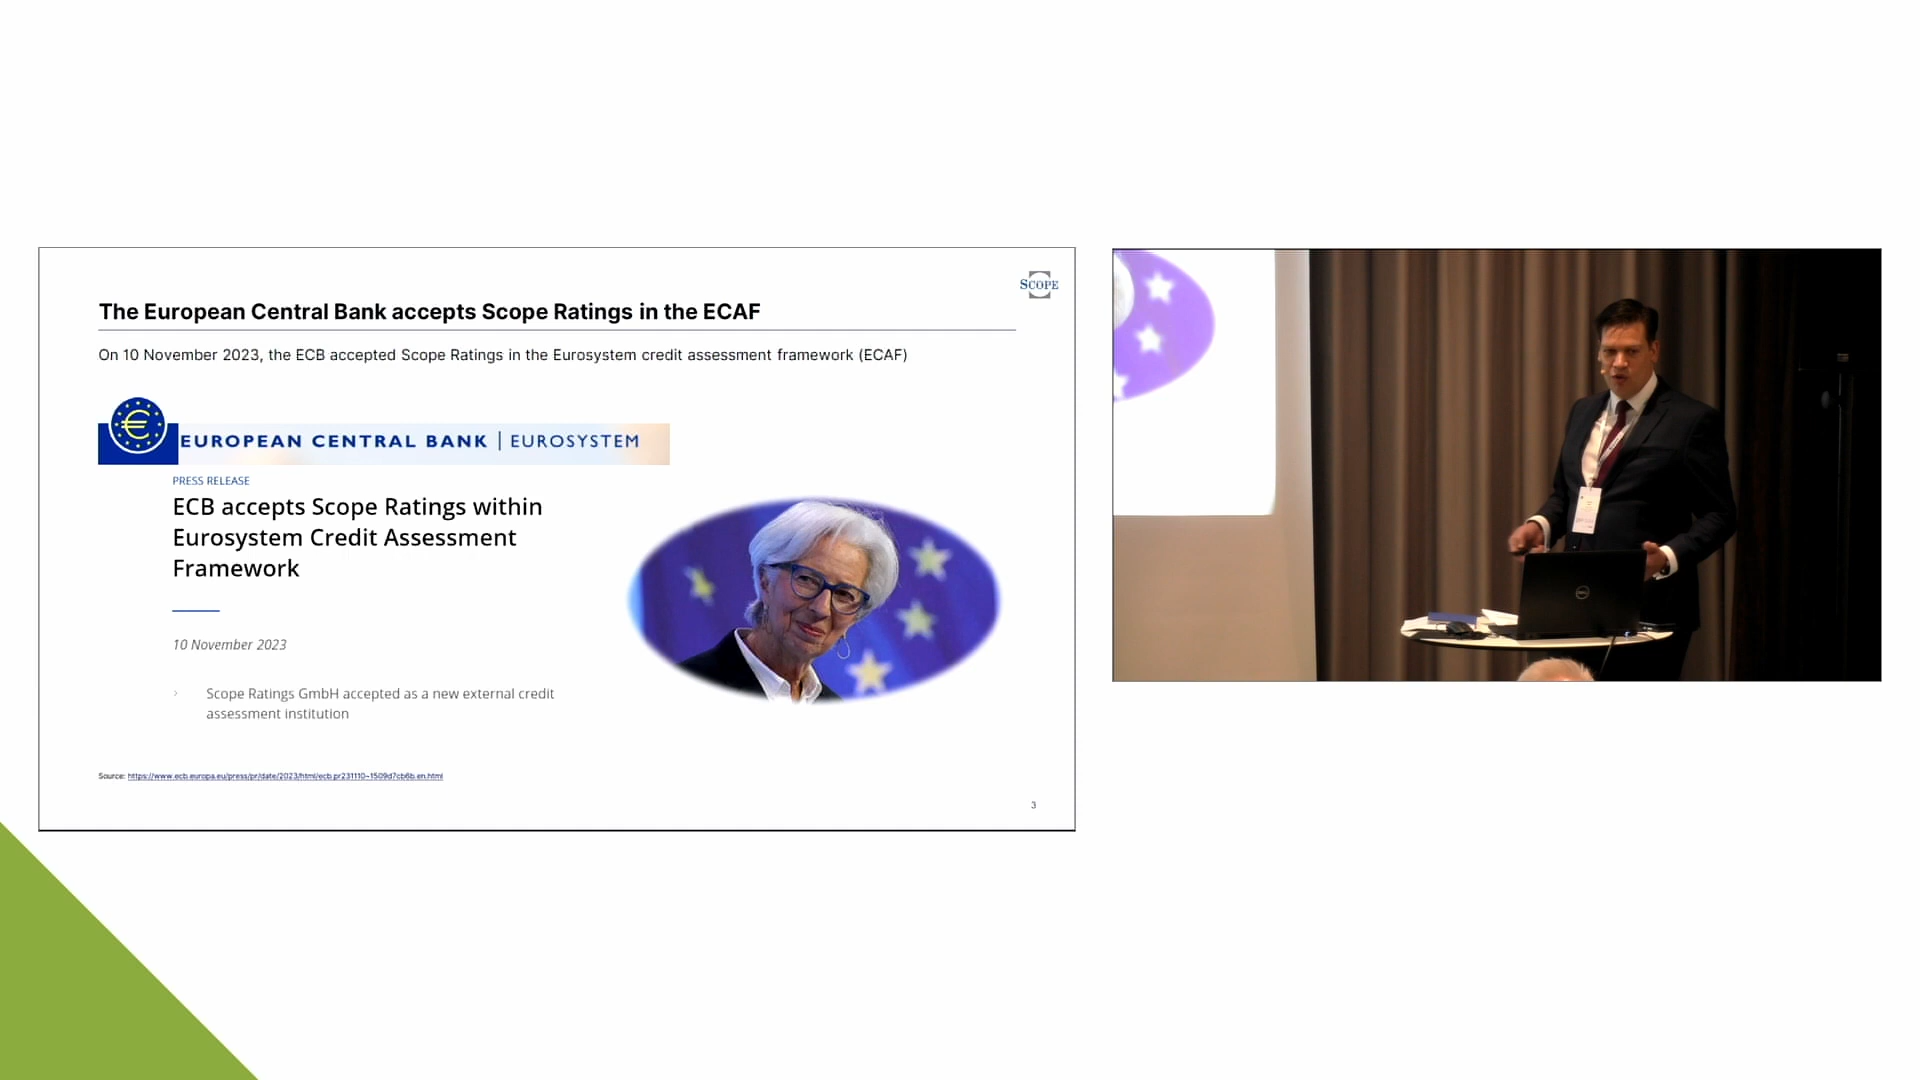 SCOPE
The European Central Bank accepts Scope Ratings in the ECAF
On 10 November 2023, the ECB accepted Scope Ratings in the Eurosystem credit assessment framework (ECAF)
EUROPEAN CENTRAL BANK | EUROSYSTEM
PRESS RELEASE
ECB accepts Scope Ratings within
Eurosystem Credit Assessment
Framework
10 November 2023
Scope Ratings GmbH accepted as a new external credit
assessment institution
Source: https://www.ecb.europa.eu/press/pr/date/2023/html/ecb.pr231110~1509d7cb6b.en.html
3